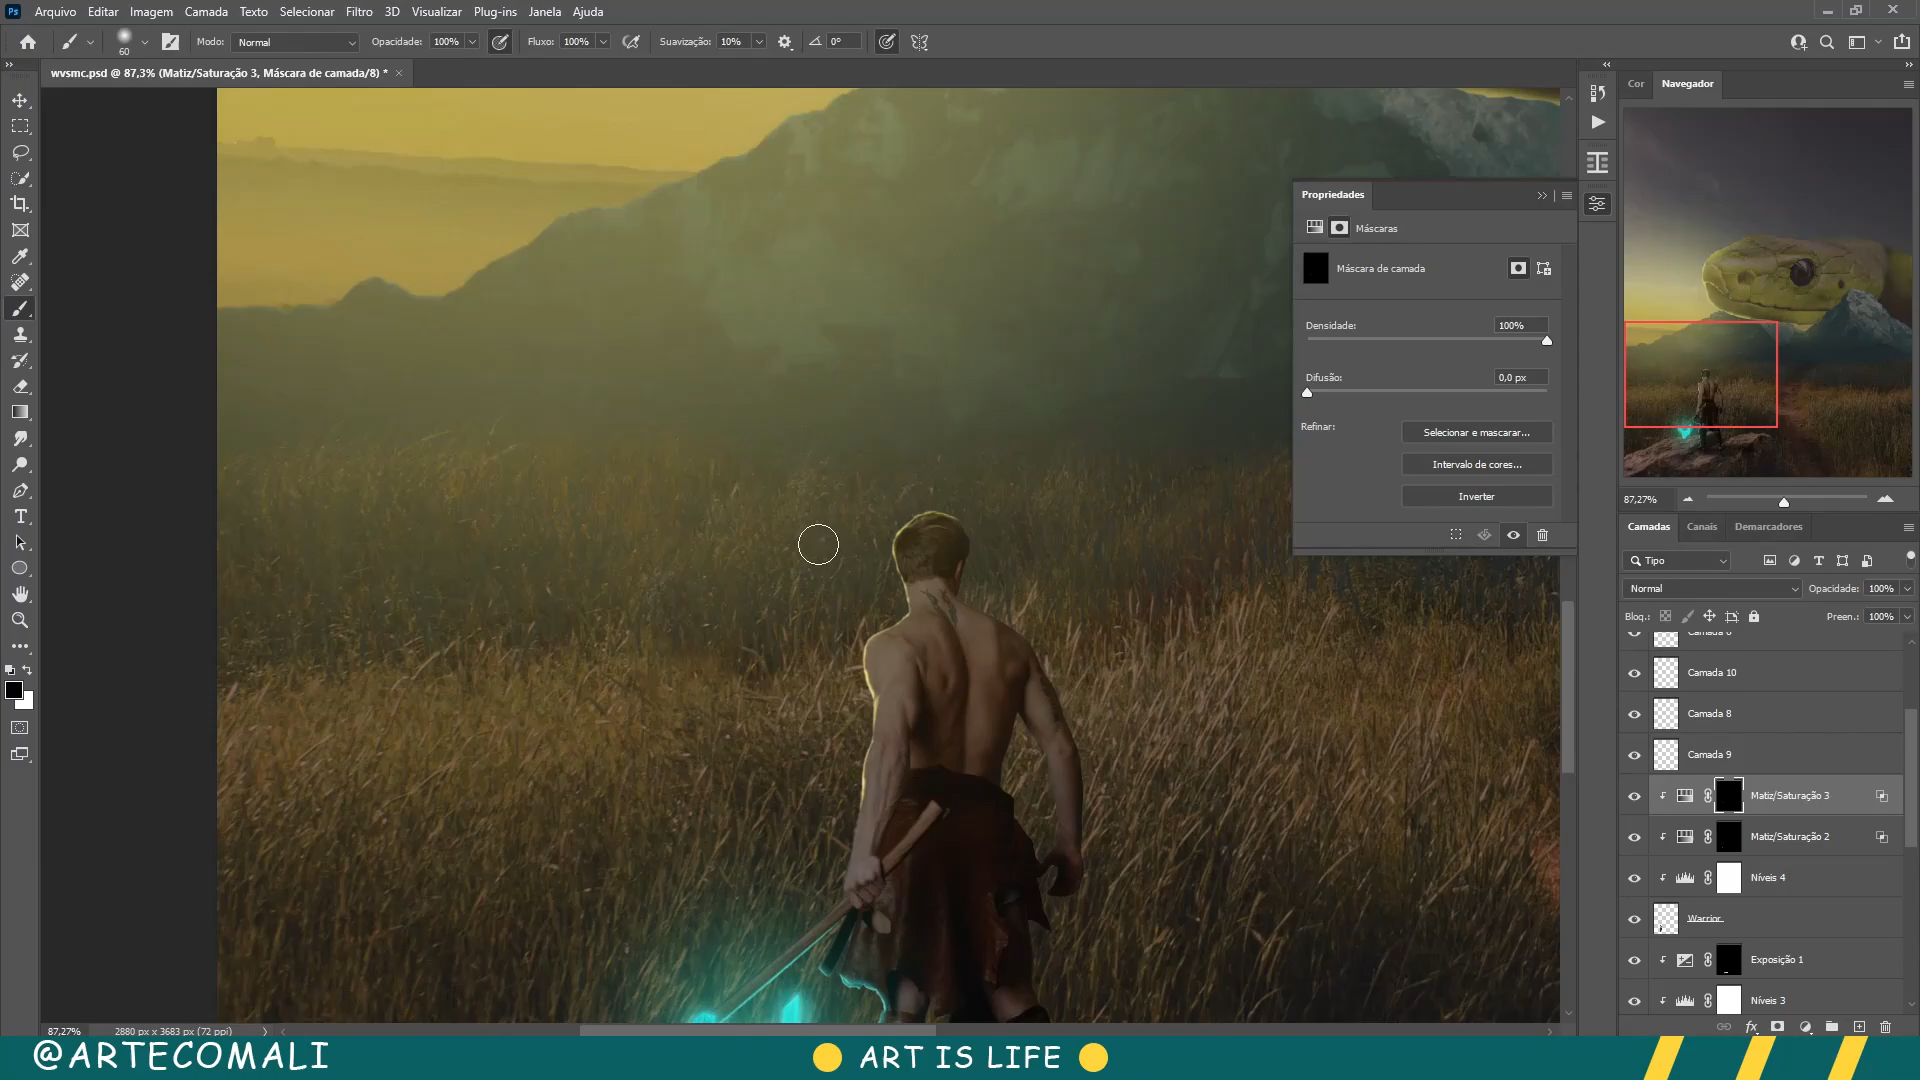 Ps Arquivo Editar Imagem Camada Texto Selecionar Filtro 3D Visualizar Plug-ins Janela Ajuda
60 Modo: Normal Opacidade: 100% Fluxo: 100% Suavização: 10% 0°
wvsmc.psd @ 87,3% (Matiz/Saturação 3, Máscara de camada/8) *
Cor Navegador
Propriedades
Máscaras
Máscara de camada
Densidade: 100%
Difusão: 0,0 px
Refinar: Selecionar e mascarar...
Intervalo de cores...
Inverter
87,27%
Camadas Canais Demarcadores
Tipo
Normal Opacidade: 100%
Bloq.: Preen.: 100%
Camada 10
Camada 8
Camada 9
Matiz/Saturação 3
Matiz/Saturação 2
Níveis 4
Warrior
Exposição 1
Níveis 3
fx
87,27% 2880 px x 3683 px (72 ppi)
@ARTECOMALI ART IS LIFE